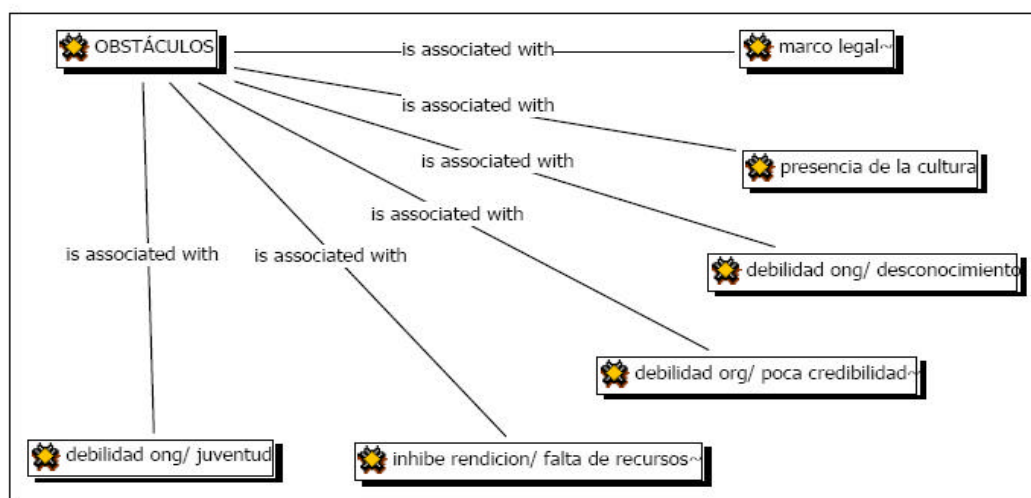 OBSTÁCULOS
is associated with
marco legal~
is associated with
presencia de la cultura
is associated with
debilidad ong/ desconocimiento
is associated with
debilidad org/ poca credibilidad~
is associated with
is associated with
debilidad ong/ juventud
inhibe rendicion/ falta de recursos~